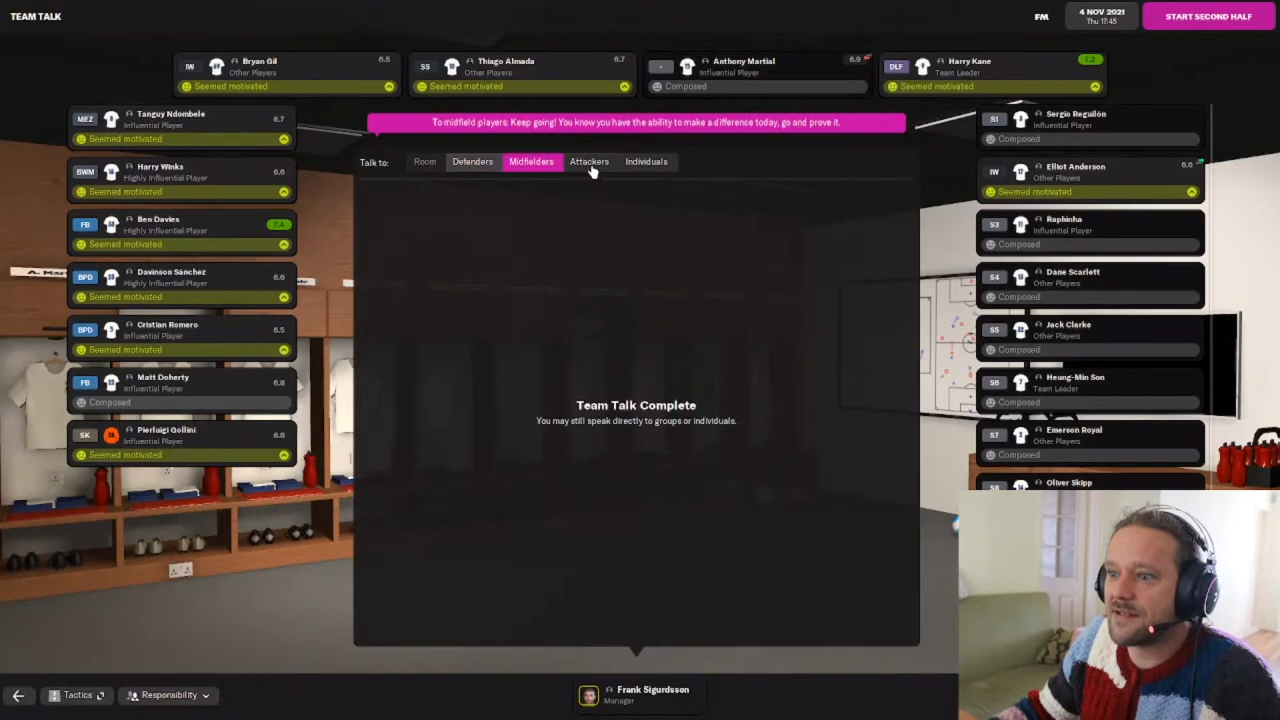 TEAM TALK
FM
4 NOV 2021
Thu 17:45
START SECOND HALF
IW
Bryan Gil
6.5
Other Players
Seemed motivated
SS
Thiago Almada
6.7
Other Players
Seemed motivated
Anthony Martial
6.9
Influential Player
Composed
DLF
Harry Kane
7.2
Team Leader
Seemed motivated
To midfield players: Keep going! You know you have the ability to make a difference today, go and prove it.
Talk to:
Room
Defenders
Midfielders
Attackers
Individuals
MEZ
Tanguy Ndombele
6.7
Influential Player
Seemed motivated
BWM
Harry Winks
6.6
Highly Influential Player
Seemed motivated
FB
Ben Davies
7.4
Highly Influential Player
Seemed motivated
A. Mar
BPD
Davinson Sánchez
6.6
Highly Influential Player
Seemed motivated
BPD
Cristian Romero
6.5
Influential Player
Seemed motivated
FB
Matt Doherty
6.8
Influential Player
Composed
SK
Pierluigi Gollini
6.8
Influential Player
Seemed motivated
Team Talk Complete
You may still speak directly to groups or individuals.
S1
Sergio Reguilón
Influential Player
Composed
IW
Elliot Anderson
6.6
Other Players
Seemed motivated
S3
Raphinha
Influential Player
Composed
S4
Dane Scarlett
Other Players
Composed
S5
Jack Clarke
Other Players
Composed
S6
Heung-Min Son
Team Leader
Composed
S7
Emerson Royal
Other Players
Composed
S8
Oliver Skipp
Tactics
Responsibility
Frank Sigurdsson
Manager